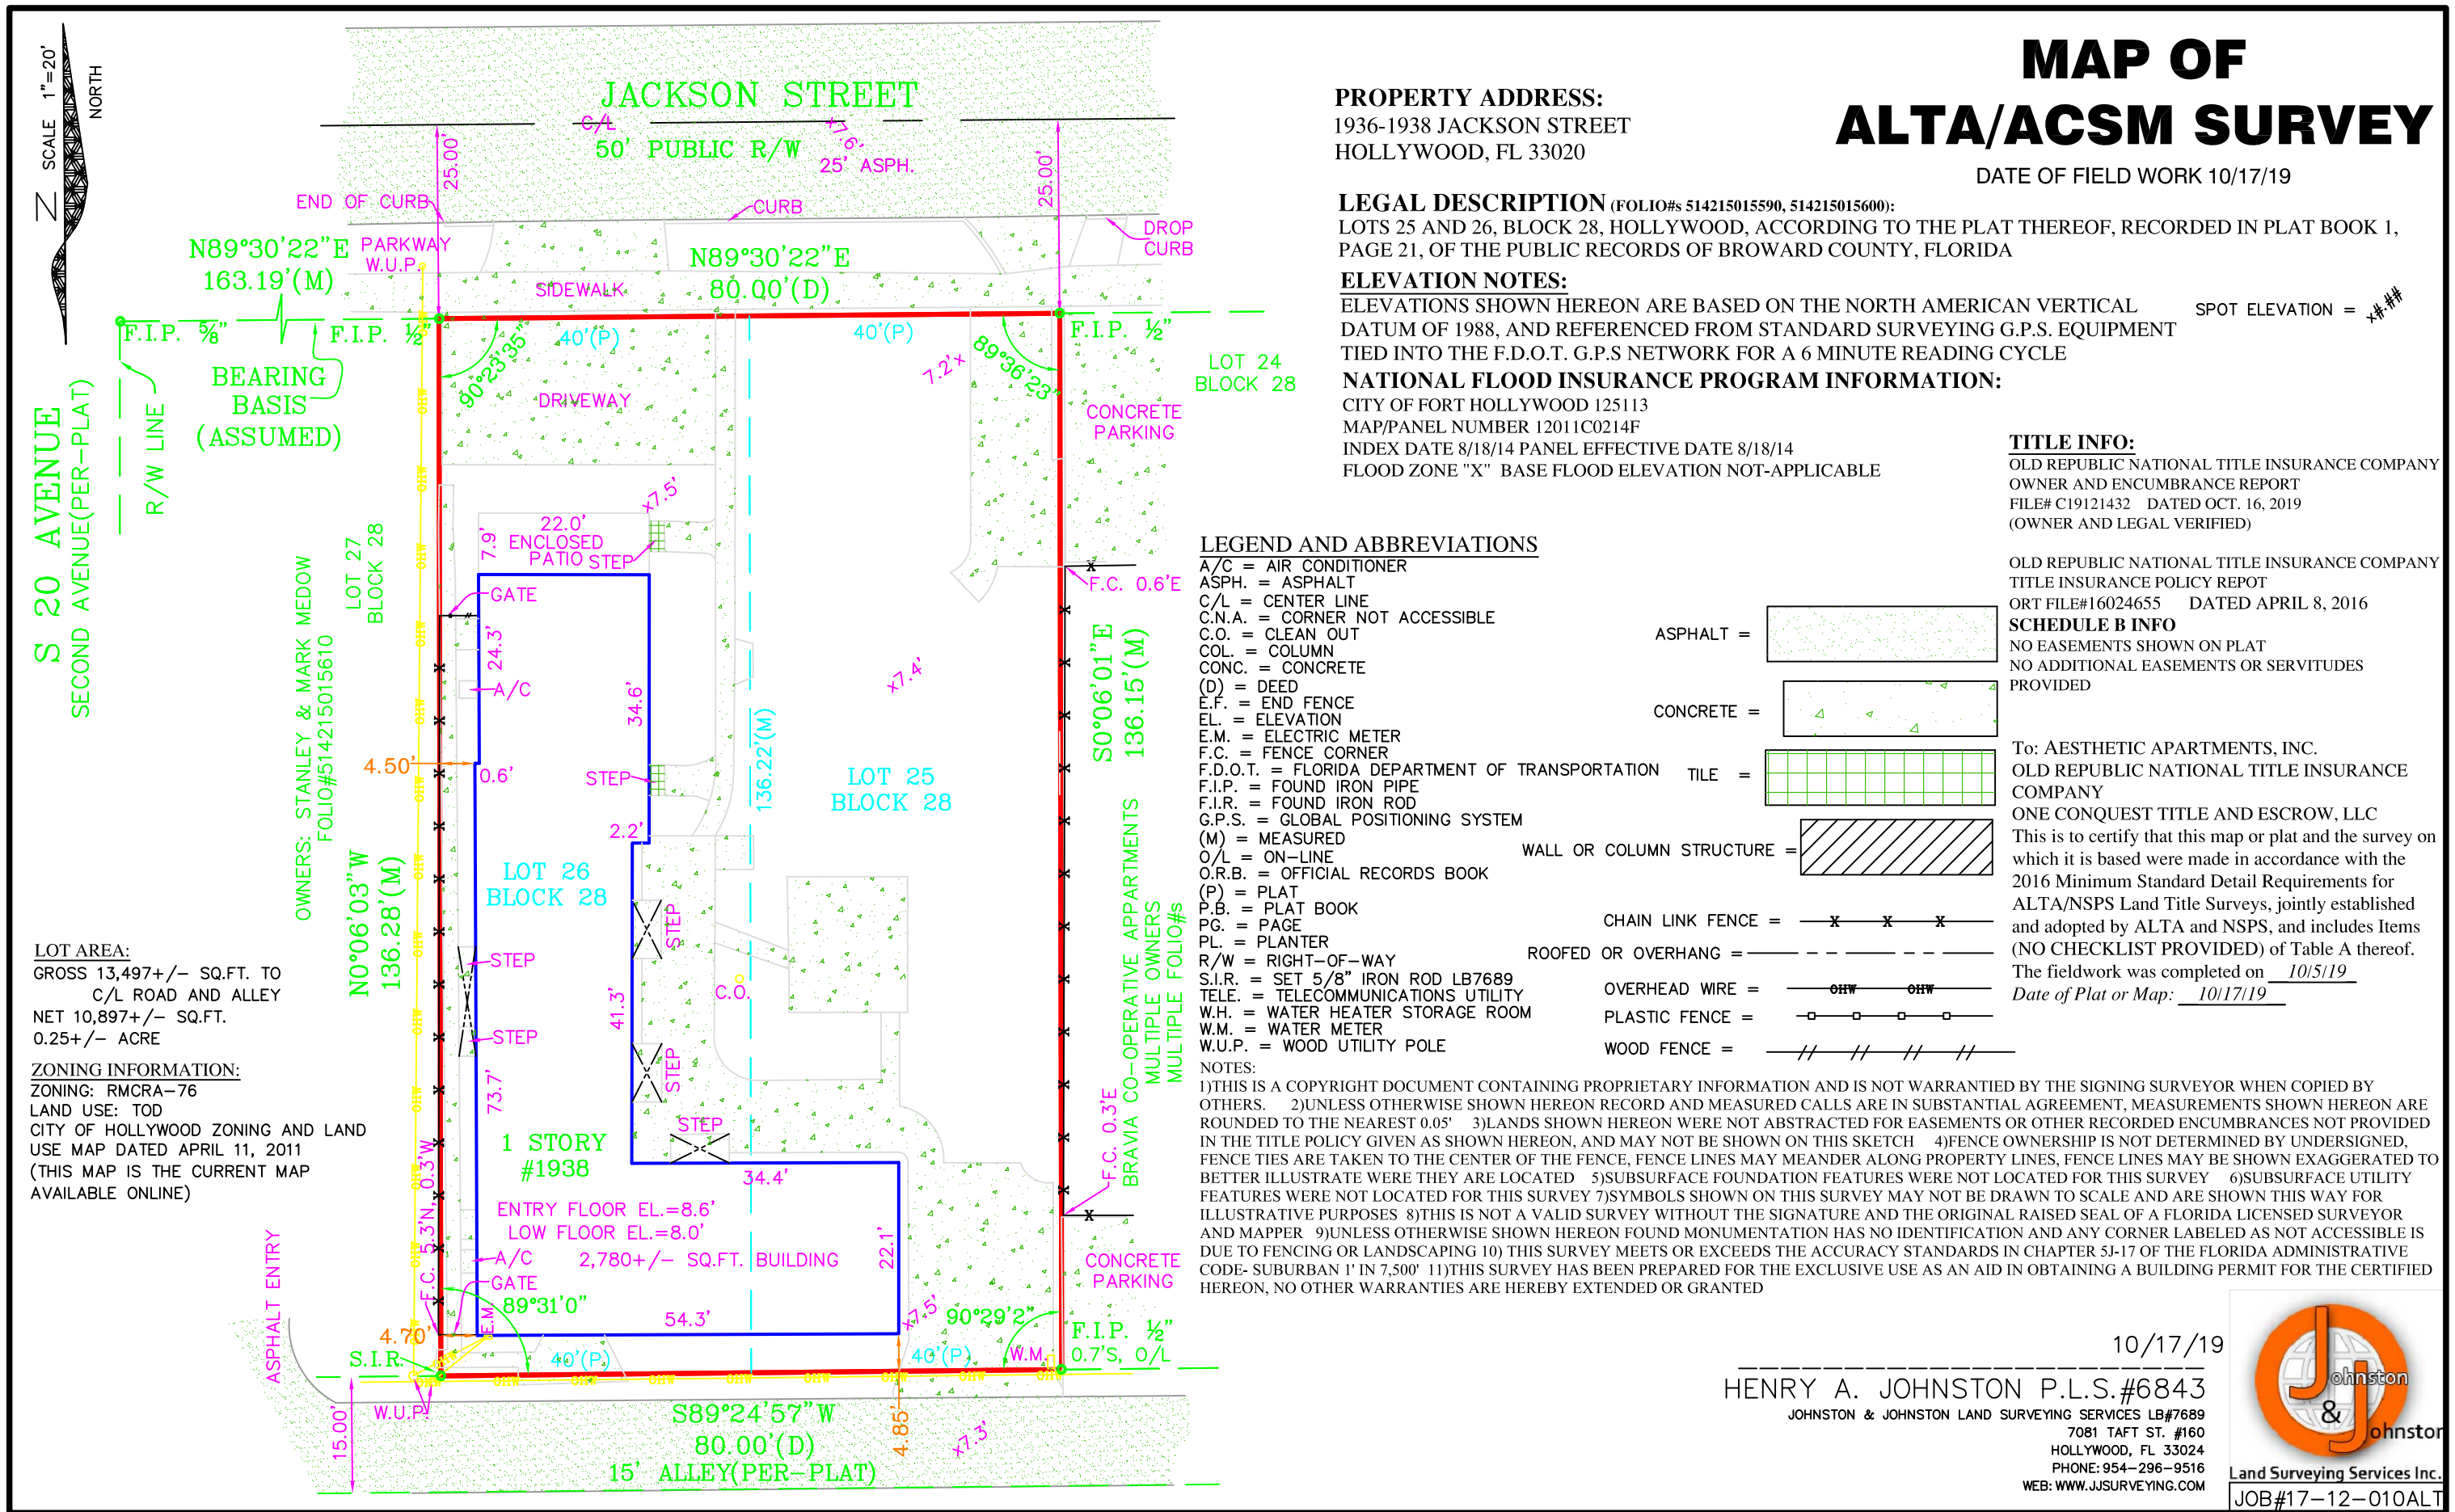 MAP OF
ALTA/ACSM SURVEY
DATE OF FIELD WORK 10/17/19
PROPERTY ADDRESS:
1936-1938 JACKSON STREET
HOLLYWOOD, FL 33020
LEGAL DESCRIPTION (FOLIO#s 514215015590, 514215015600):
LOTS 25 AND 26, BLOCK 28, HOLLYWOOD, ACCORDING TO THE PLAT THEREOF, RECORDED IN PLAT BOOK 1,
PAGE 21, OF THE PUBLIC RECORDS OF BROWARD COUNTY, FLORIDA
ELEVATION NOTES:
ELEVATIONS SHOWN HEREON ARE BASED ON THE NORTH AMERICAN VERTICAL
DATUM OF 1988, AND REFERENCED FROM STANDARD SURVEYING G.P.S. EQUIPMENT
TIED INTO THE F.D.O.T. G.P.S NETWORK FOR A 6 MINUTE READING CYCLE
SPOT ELEVATION = x#.##
NATIONAL FLOOD INSURANCE PROGRAM INFORMATION:
CITY OF FORT HOLLYWOOD 125113
MAP/PANEL NUMBER 12011C0214F
INDEX DATE 8/18/14 PANEL EFFECTIVE DATE 8/18/14
FLOOD ZONE "X" BASE FLOOD ELEVATION NOT-APPLICABLE
TITLE INFO:
OLD REPUBLIC NATIONAL TITLE INSURANCE COMPANY
OWNER AND ENCUMBRANCE REPORT
FILE# C19121432 DATED OCT. 16, 2019
(OWNER AND LEGAL VERIFIED)
OLD REPUBLIC NATIONAL TITLE INSURANCE COMPANY
TITLE INSURANCE POLICY REPOT
ORT FILE#16024655 DATED APRIL 8, 2016
SCHEDULE B INFO
NO EASEMENTS SHOWN ON PLAT
NO ADDITIONAL EASEMENTS OR SERVITUDES
PROVIDED
To: AESTHETIC APARTMENTS, INC.
OLD REPUBLIC NATIONAL TITLE INSURANCE
COMPANY
ONE CONQUEST TITLE AND ESCROW, LLC
This is to certify that this map or plat and the survey on
which it is based were made in accordance with the
2016 Minimum Standard Detail Requirements for
ALTA/NSPS Land Title Surveys, jointly established
and adopted by ALTA and NSPS, and includes Items
(NO CHECKLIST PROVIDED) of Table A thereof.
The fieldwork was completed on 10/5/19
Date of Plat or Map: 10/17/19
LEGEND AND ABBREVIATIONS
A/C = AIR CONDITIONER
ASPH. = ASPHALT
C/L = CENTER LINE
C.N.A. = CORNER NOT ACCESSIBLE
C.O. = CLEAN OUT
COL. = COLUMN
CONC. = CONCRETE
(D) = DEED
E.F. = END FENCE
EL. = ELEVATION
E.M. = ELECTRIC METER
F.C. = FENCE CORNER
F.D.O.T. = FLORIDA DEPARTMENT OF TRANSPORTATION
F.I.P. = FOUND IRON PIPE
F.I.R. = FOUND IRON ROD
G.P.S. = GLOBAL POSITIONING SYSTEM
(M) = MEASURED
O/L = ON-LINE
O.R.B. = OFFICIAL RECORDS BOOK
(P) = PLAT
P.B. = PLAT BOOK
PG. = PAGE
PL. = PLANTER
R/W = RIGHT-OF-WAY
S.I.R. = SET 5/8" IRON ROD LB7689
TELE. = TELECOMMUNICATIONS UTILITY
W.H. = WATER HEATER STORAGE ROOM
W.M. = WATER METER
W.U.P. = WOOD UTILITY POLE
ASPHALT =
CONCRETE =
TILE =
WALL OR COLUMN STRUCTURE =
CHAIN LINK FENCE = X X X
ROOFED OR OVERHANG =
OVERHEAD WIRE = OHW OHW
PLASTIC FENCE =
WOOD FENCE =
NOTES:
1)THIS IS A COPYRIGHT DOCUMENT CONTAINING PROPRIETARY INFORMATION AND IS NOT WARRANTIED BY THE SIGNING SURVEYOR WHEN COPIED BY
OTHERS. 2)UNLESS OTHERWISE SHOWN HEREON RECORD AND MEASURED CALLS ARE IN SUBSTANTIAL AGREEMENT, MEASUREMENTS SHOWN HEREON ARE
ROUNDED TO THE NEAREST 0.05' 3)LANDS SHOWN HEREON WERE NOT ABSTRACTED FOR EASEMENTS OR OTHER RECORDED ENCUMBRANCES NOT PROVIDED
IN THE TITLE POLICY GIVEN AS SHOWN HEREON, AND MAY NOT BE SHOWN ON THIS SKETCH 4)FENCE OWNERSHIP IS NOT DETERMINED BY UNDERSIGNED,
FENCE TIES ARE TAKEN TO THE CENTER OF THE FENCE, FENCE LINES MAY MEANDER ALONG PROPERTY LINES, FENCE LINES MAY BE SHOWN EXAGGERATED TO
BETTER ILLUSTRATE WERE THEY ARE LOCATED 5)SUBSURFACE FOUNDATION FEATURES WERE NOT LOCATED FOR THIS SURVEY 6)SUBSURFACE UTILITY
FEATURES WERE NOT LOCATED FOR THIS SURVEY 7)SYMBOLS SHOWN ON THIS SURVEY MAY NOT BE DRAWN TO SCALE AND ARE SHOWN THIS WAY FOR
ILLUSTRATIVE PURPOSES 8)THIS IS NOT A VALID SURVEY WITHOUT THE SIGNATURE AND THE ORIGINAL RAISED SEAL OF A FLORIDA LICENSED SURVEYOR
AND MAPPER 9)UNLESS OTHERWISE SHOWN HEREON FOUND MONUMENTATION HAS NO IDENTIFICATION AND ANY CORNER LABELED AS NOT ACCESSIBLE IS
DUE TO FENCING OR LANDSCAPING 10) THIS SURVEY MEETS OR EXCEEDS THE ACCURACY STANDARDS IN CHAPTER 5J-17 OF THE FLORIDA ADMINISTRATIVE
CODE- SUBURBAN 1' IN 7,500' 11)THIS SURVEY HAS BEEN PREPARED FOR THE EXCLUSIVE USE AS AN AID IN OBTAINING A BUILDING PERMIT FOR THE CERTIFIED
HEREON, NO OTHER WARRANTIES ARE HEREBY EXTENDED OR GRANTED
10/17/19
HENRY A. JOHNSTON P.L.S.#6843
JOHNSTON & JOHNSTON LAND SURVEYING SERVICES LB#7689
7081 TAFT ST. #160
HOLLYWOOD, FL 33024
PHONE: 954-296-9516
WEB: WWW.JJSURVEYING.COM
Johnston
&
Johnston
Land Surveying Services Inc.
JOB#17-12-010ALT
SCALE 1"=20'
NORTH
N
JACKSON STREET
C/L
x7.6'
50' PUBLIC R/W
25' ASPH.
25.00'
25.00'
END OF CURB
CURB
DROP
CURB
PARKWAY
W.U.P.
N89°30'22"E
163.19'(M)
N89°30'22"E
80.00'(D)
SIDEWALK
F.I.P. ⅝"
F.I.P. ½"
F.I.P. ½"
40'(P)
40'(P)
90°23'35"
89°36'23"
7.2'x
LOT 24
BLOCK 28
BEARING
BASIS
(ASSUMED)
DRIVEWAY
CONCRETE
PARKING
S 20 AVENUE
SECOND AVENUE(PER-PLAT)
R/W LINE
x7.5'
22.0'
ENCLOSED
PATIO
STEP
7.9'
GATE
LOT 27
BLOCK 28
OWNERS: STANLEY & MARK MEDOW
FOLIO#514215015610
24.3'
A/C
34.6'
x7.4'
F.C. 0.6'E
S0°06'01"E
136.15'(M)
4.50'
0.6'
STEP
136.22'(M)
LOT 25
BLOCK 28
2.2'
LOT 26
BLOCK 28
N0°06'03"W
136.28'(M)
STEP
STEP
STEP
C.O.
41.3'
STEP
73.7'
STEP
BRAVIA CO-OPERATIVE APPARTMENTS
MULTIPLE OWNERS
MULTIPLE FOLIO#s
LOT AREA:
GROSS 13,497+/- SQ.FT. TO
C/L ROAD AND ALLEY
NET 10,897+/- SQ.FT.
0.25+/- ACRE
ZONING INFORMATION:
ZONING: RMCRA-76
LAND USE: TOD
CITY OF HOLLYWOOD ZONING AND LAND
USE MAP DATED APRIL 11, 2011
(THIS MAP IS THE CURRENT MAP
AVAILABLE ONLINE)
1 STORY
#1938
34.4'
ENTRY FLOOR EL.=8.6'
LOW FLOOR EL.=8.0'
2,780+/- SQ.FT. BUILDING
A/C
GATE
22.1'
F.C. 0.3'E
F.C. 5.3'N, 0.3'W
CONCRETE
PARKING
ASPHALT ENTRY
89°31'0"
E.M.
54.3'
x7.5'
90°29'2"
4.70'
S.I.R.
40'(P)
40'(P)
W.M.
F.I.P. ½"
0.7'S, O/L
W.U.P.
OHW
15.00'
S89°24'57"W
80.00'(D)
15' ALLEY(PER-PLAT)
4.85'
x7.3'